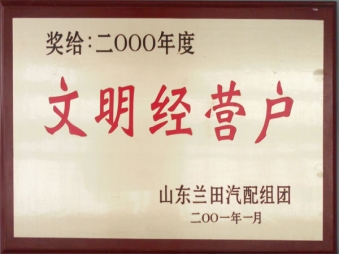 奖给:二000年度
文明经营户
山东兰田汽配组团
二00一年一月